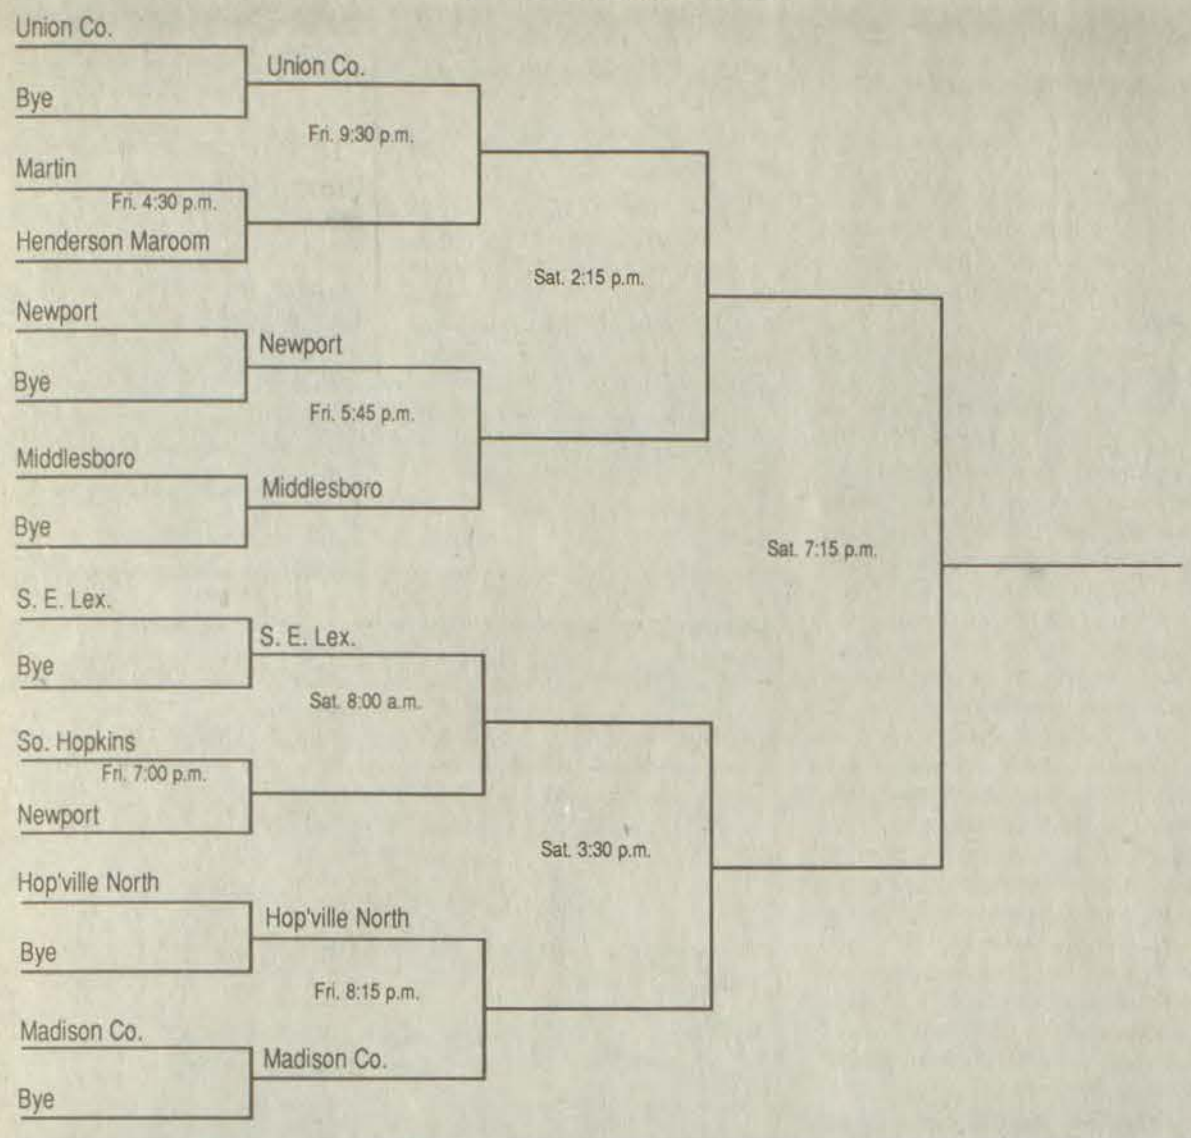 Union Co.
Union Co.
Bye
Fri. 9:30 p.m.
Martin
Fri. 4:30 p.m.
Henderson Maroom
Sat. 2:15 p.m.
Newport
Newport
Bye
Fri. 5:45 p.m.
Middlesboro
Middlesboro
Bye
Sat. 7:15 p.m.
S. E. Lex.
S. E. Lex.
Bye
Sat. 8:00 a.m.
So. Hopkins
Fri. 7:00 p.m.
Newport
Sat. 3:30 p.m.
Hop'ville North
Hop'ville North
Bye
Fri. 8:15 p.m.
Madison Co.
Madison Co.
Bye